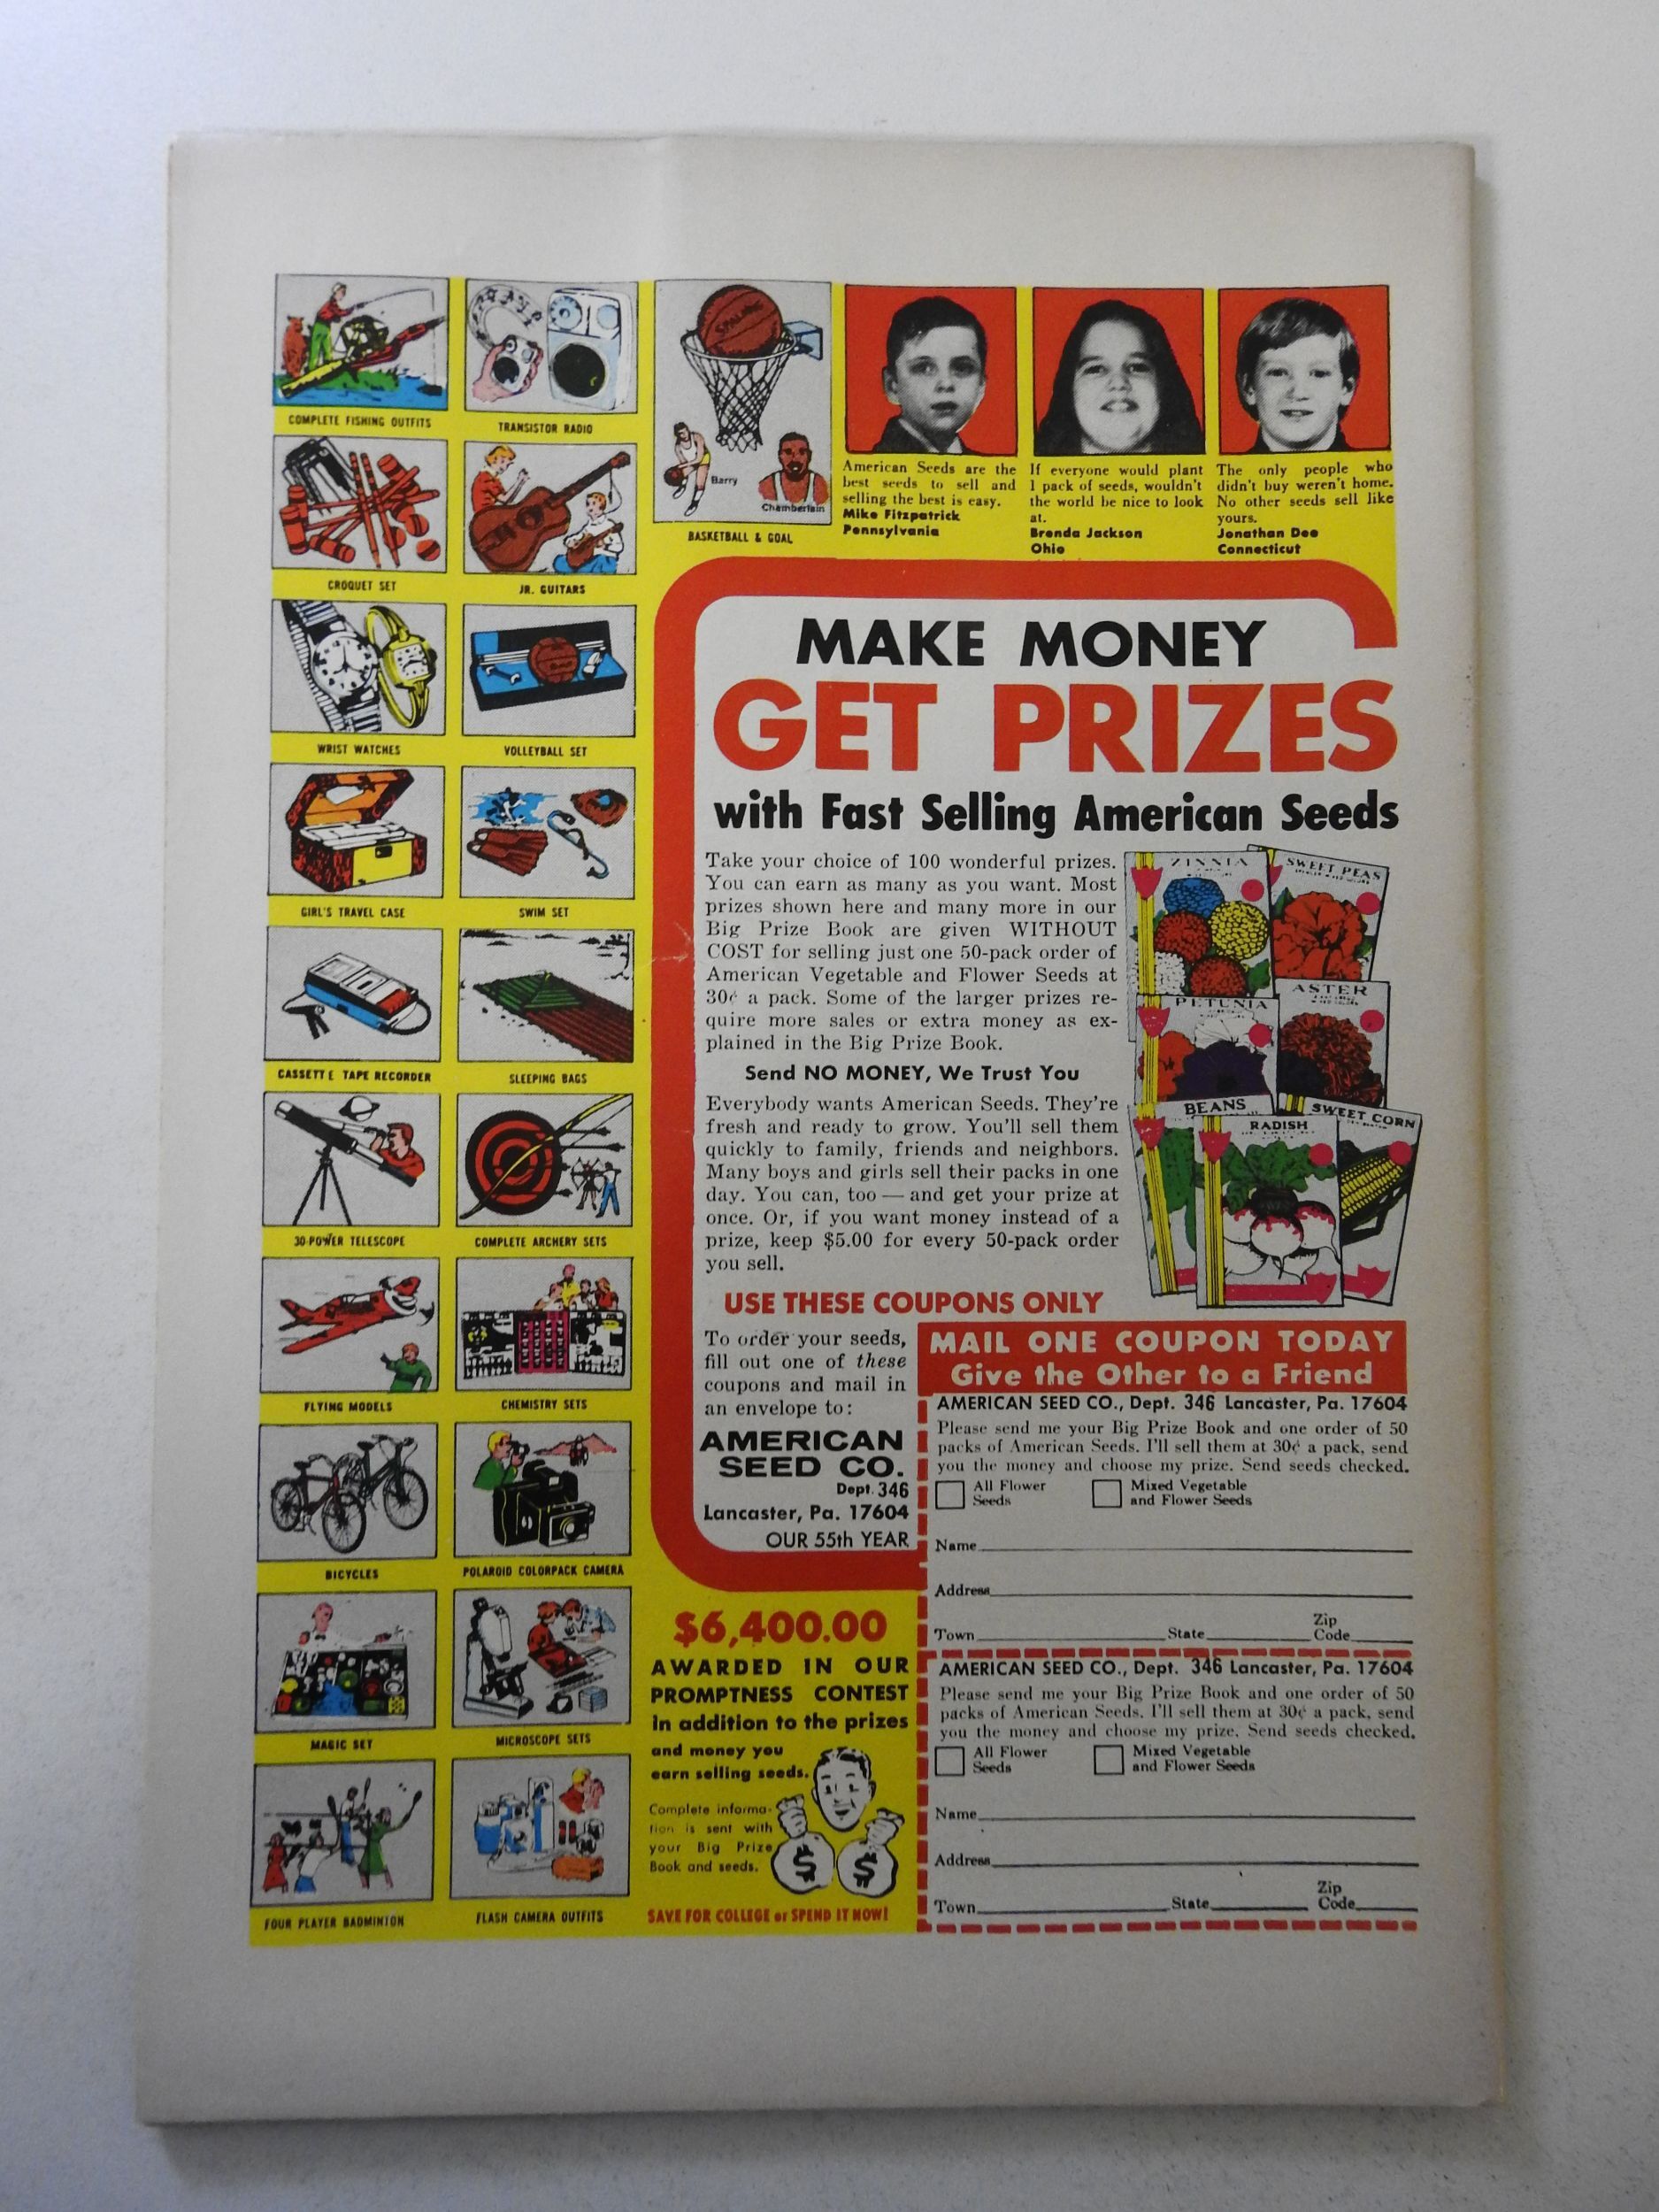 COMPLETE FISHING OUTFITS
TRANSISTOR RADIO
SPALDING
Barry
Chamberlain
BASKETBALL & GOAL
CROQUET SET
JR. GUITARS
WRIST WATCHES
VOLLEYBALL SET
GIRL'S TRAVEL CASE
SWIM SET
CASSETTE TAPE RECORDER
SLEEPING BAGS
30-POWER TELESCOPE
COMPLETE ARCHERY SETS
FLYING MODELS
CHEMISTRY SETS
BICYCLES
POLAROID COLORPACK CAMERA
MAGIC SET
MICROSCOPE SETS
FOUR PLAYER BADMINTON
FLASH CAMERA OUTFITS
American Seeds are the
best seeds to sell and
selling the best is easy.
Mike Fitzpatrick
Pennsylvania
If everyone would plant
1 pack of seeds, wouldn't
the world be nice to look
at.
Brenda Jackson
Ohio
The only people who
didn't buy weren't home.
No other seeds sell like
yours.
Jonathan Dee
Connecticut
MAKE MONEY
GET PRIZES
with Fast Selling American Seeds
Take your choice of 100 wonderful prizes.
You can earn as many as you want. Most
prizes shown here and many more in our
Big Prize Book are given WITHOUT
COST for selling just one 50-pack order of
American Vegetable and Flower Seeds at
30¢ a pack. Some of the larger prizes re-
quire more sales or extra money as ex-
plained in the Big Prize Book.
Send NO MONEY, We Trust You
Everybody wants American Seeds. They're
fresh and ready to grow. You'll sell them
quickly to family, friends and neighbors.
Many boys and girls sell their packs in one
day. You can, too — and get your prize at
once. Or, if you want money instead of a
prize, keep $5.00 for every 50-pack order
you sell.
ZINNIA
SWEET PEAS
PETUNIA
ASTER
BEANS
RADISH
SWEET CORN
USE THESE COUPONS ONLY
To order your seeds,
fill out one of these
coupons and mail in
an envelope to:
AMERICAN
SEED CO.
Dept. 346
Lancaster, Pa. 17604
OUR 55th YEAR
MAIL ONE COUPON TODAY
Give the Other to a Friend
AMERICAN SEED CO., Dept. 346 Lancaster, Pa. 17604
Please send me your Big Prize Book and one order of 50
packs of American Seeds. I'll sell them at 30¢ a pack, send
you the money and choose my prize. Send seeds checked.
All Flower Seeds
Mixed Vegetable and Flower Seeds
Name
Address
Town State Zip Code
AMERICAN SEED CO., Dept. 346 Lancaster, Pa. 17604
Please send me your Big Prize Book and one order of 50
packs of American Seeds. I'll sell them at 30¢ a pack, send
you the money and choose my prize. Send seeds checked.
All Flower Seeds
Mixed Vegetable and Flower Seeds
Name
Address
Town State Zip Code
$6,400.00
AWARDED IN OUR
PROMPTNESS CONTEST
in addition to the prizes
and money you
earn selling seeds.
Complete informa-
tion is sent with
your Big Prize
Book and seeds.
$ $
SAVE FOR COLLEGE or SPEND IT NOW!